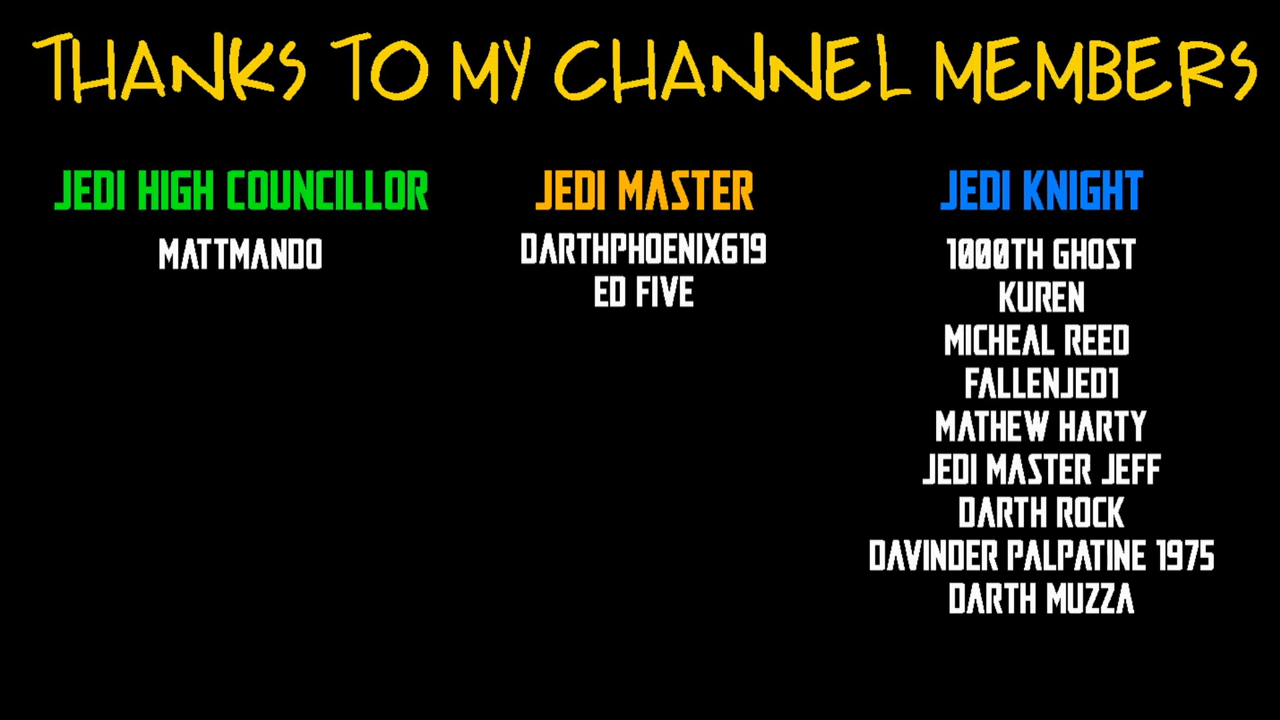 THANKS TO MY CHANNEL MEMBERS
JEDI HIGH COUNCILLOR
MATTMANDO
JEDI MASTER
DARTHPHOENIX619
ED FIVE
JEDI KNIGHT
1000TH GHOST
KUREN
MICHEAL REED
FALLENJED1
MATHEW HARTY
JEDI MASTER JEFF
DARTH ROCK
DAVINDER PALPATINE 1975
DARTH MUZZA